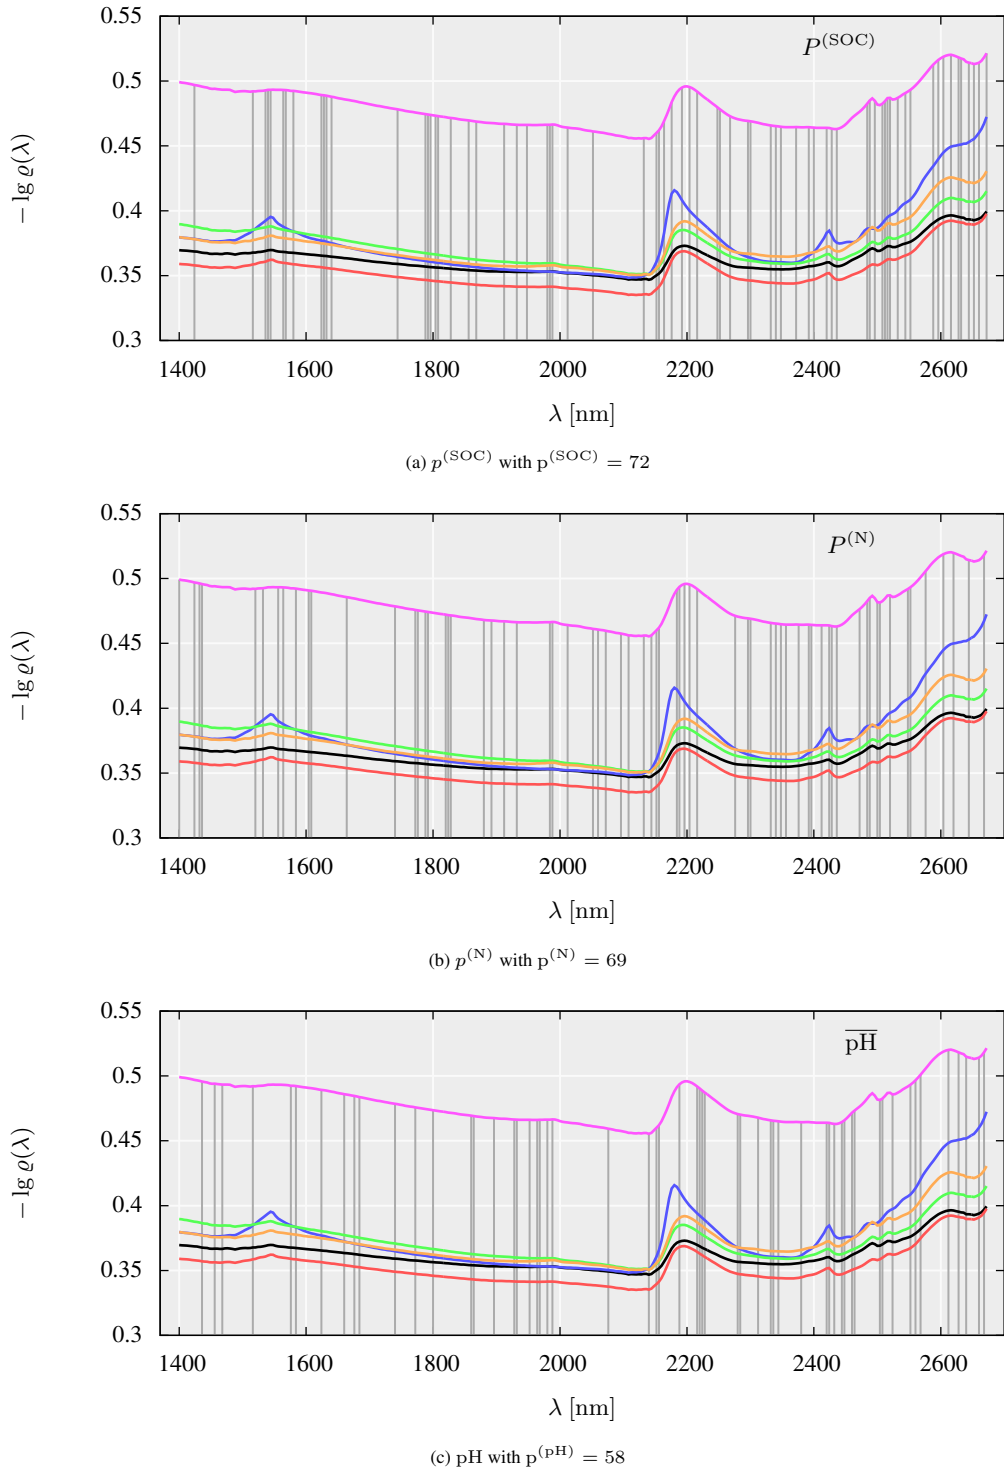 0.55
P^(SOC)
0.5
0.45
0.4
0.35
0.3
− lg ϱ(λ)
1400 1600 1800 2000 2200 2400 2600
λ [nm]
(a) p^(SOC) with p^(SOC) = 72
0.55
P^(N)
0.5
0.45
0.4
0.35
0.3
− lg ϱ(λ)
1400 1600 1800 2000 2200 2400 2600
λ [nm]
(b) p^(N) with p^(N) = 69
0.55
p̅H̅
0.5
0.45
0.4
0.35
0.3
− lg ϱ(λ)
1400 1600 1800 2000 2200 2400 2600
λ [nm]
(c) pH with p^(pH) = 58